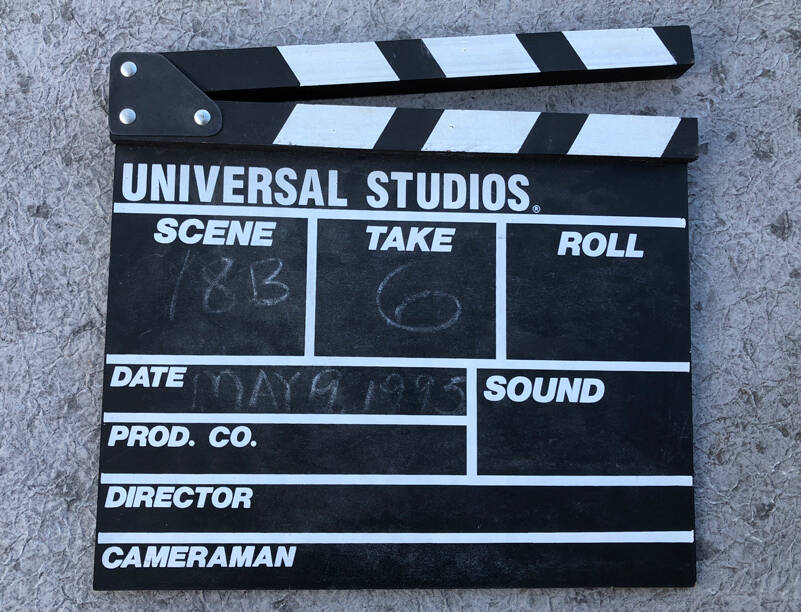 UNIVERSAL STUDIOS®
SCENE TAKE ROLL
18B 6
DATE MAY 9 1995
SOUND
PROD. CO.
DIRECTOR
CAMERAMAN